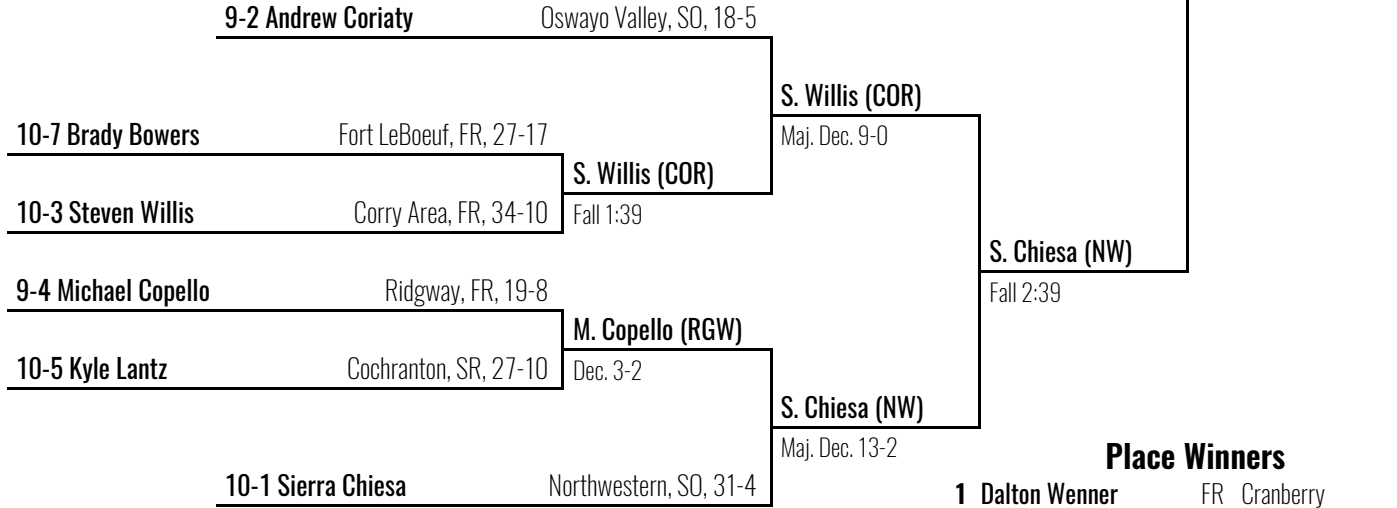 9-2 Andrew Coriaty Oswayo Valley, SO, 18-5
S. Willis (COR)
10-7 Brady Bowers Fort LeBoeuf, FR, 27-17
Maj. Dec. 9-0
S. Willis (COR)
10-3 Steven Willis Corry Area, FR, 34-10
Fall 1:39
S. Chiesa (NW)
9-4 Michael Copello Ridgway, FR, 19-8
Fall 2:39
M. Copello (RGW)
10-5 Kyle Lantz Cochranton, SR, 27-10
Dec. 3-2
S. Chiesa (NW)
Maj. Dec. 13-2
Place Winners
10-1 Sierra Chiesa Northwestern, SO, 31-4
1 Dalton Wenner FR Cranberry